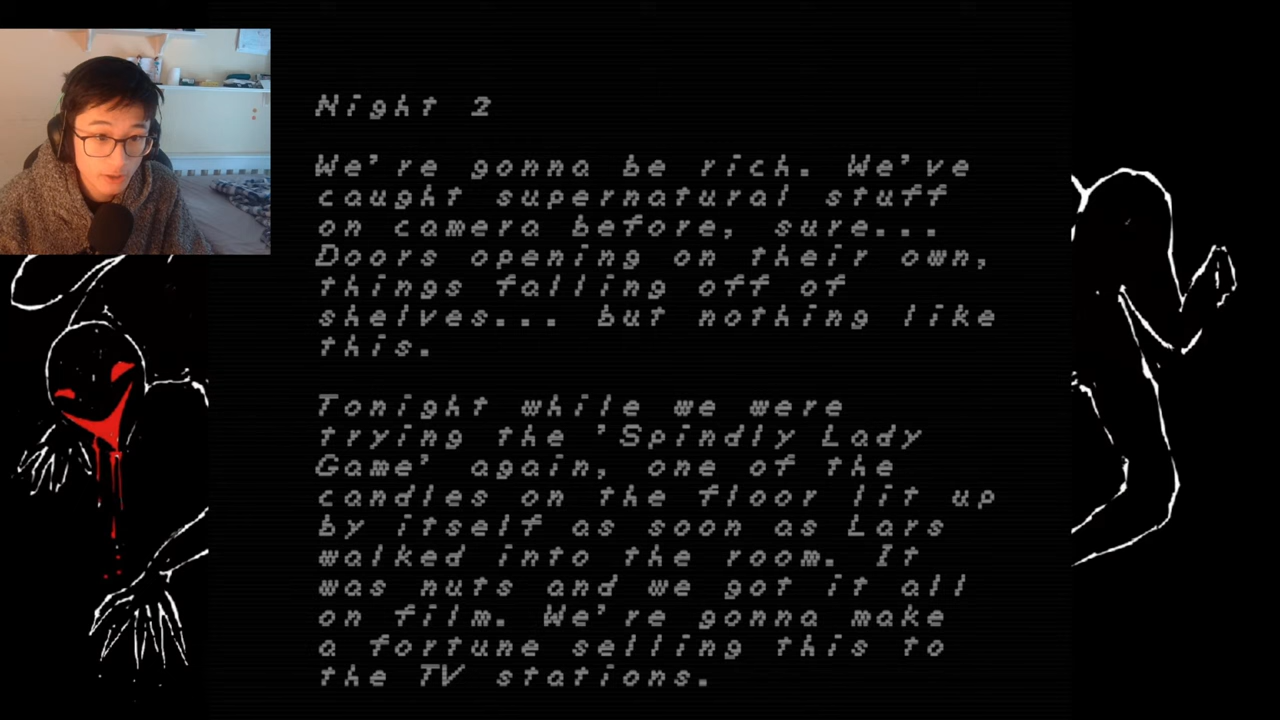 Night 2
We're gonna be rich. We've
caught supernatural stuff
on camera before, sure...
Doors opening on their own,
things falling off of
shelves... but nothing like
this.
Tonight while we were
trying the 'Spindly Lady
Game' again, one of the
candles on the floor lit up
by itself as soon as Lars
walked into the room. It
was nuts and we got it all
on film. We're gonna make
a fortune selling this to
the TV stations.